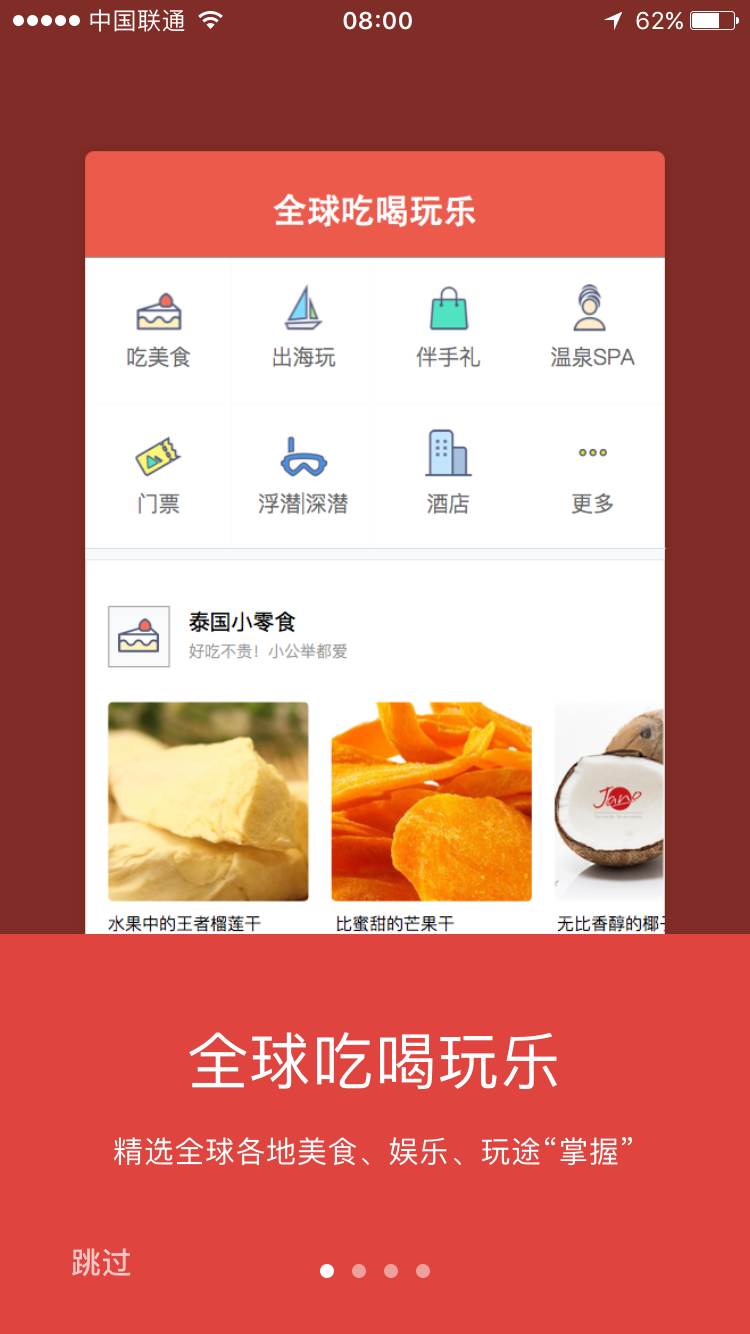 中国联通 08:00 62%
全球吃喝玩乐
吃美食 出海玩 伴手礼 温泉SPA
门票 浮潜|深潜 酒店 更多
泰国小零食
好吃不贵！小公举都爱
Jano
水果中的王者榴莲干 比蜜甜的芒果干 无比香醇的椰
全球吃喝玩乐
精选全球各地美食、娱乐、玩途“掌握”
跳过